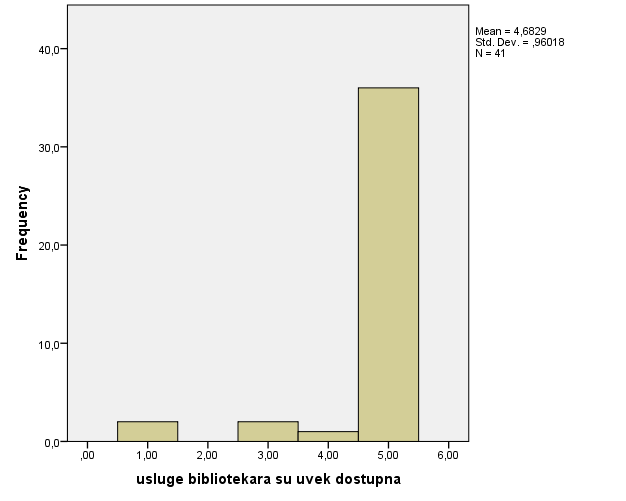 Mean = 4,6829
Std. Dev. = ,96018
N = 41
40,0
30,0
20,0
10,0
0,0
Frequency
,00 1,00 2,00 3,00 4,00 5,00 6,00
usluge bibliotekara su uvek dostupna